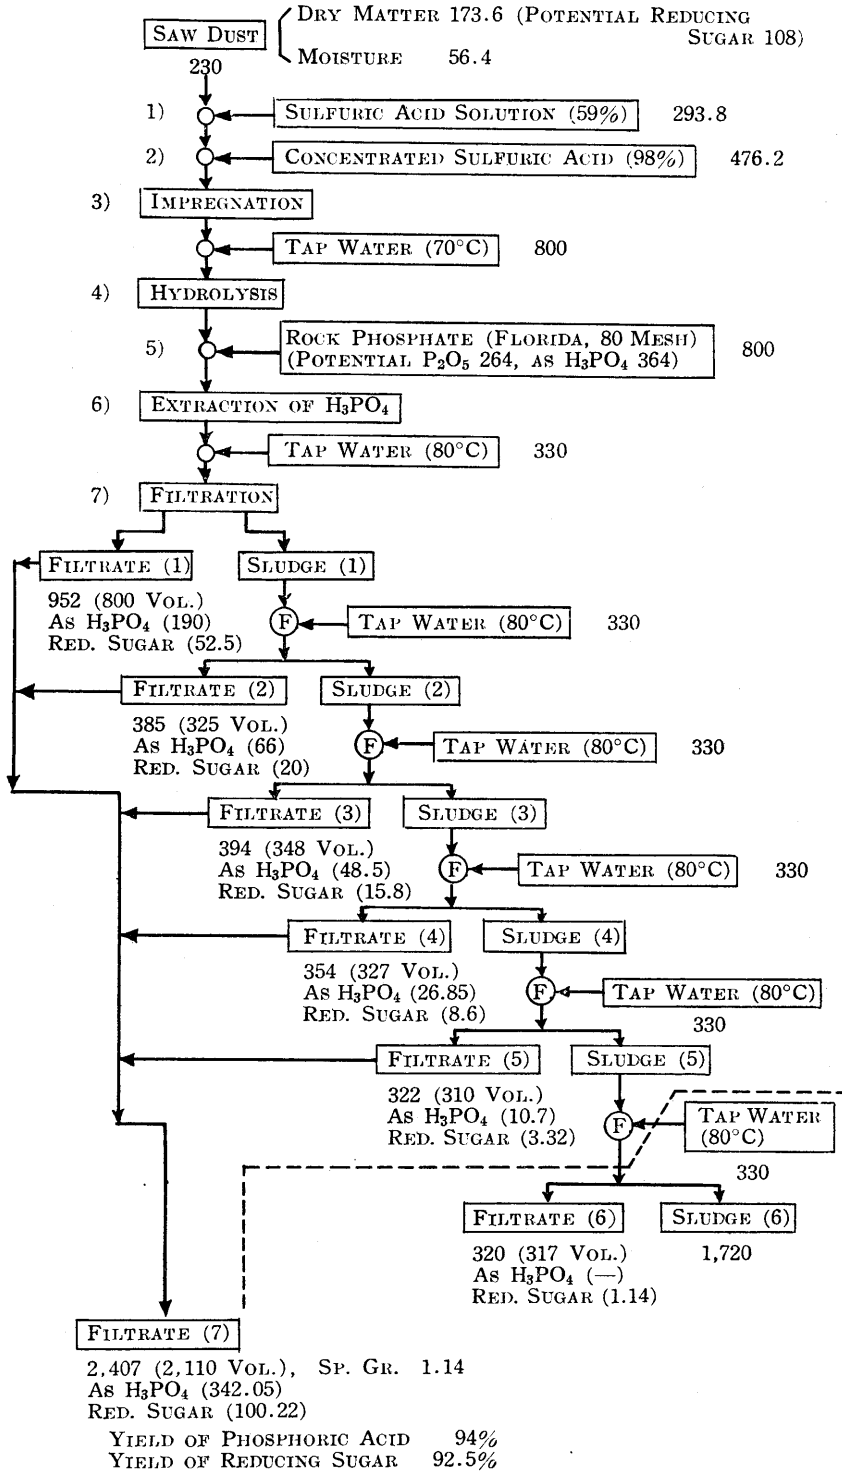 SAW DUST
230
DRY MATTER 173.6 (POTENTIAL REDUCING
SUGAR 108)
MOISTURE 56.4
1) SULFURIC ACID SOLUTION (59%) 293.8
2) CONCENTRATED SULFURIC ACID (98%) 476.2
3) IMPREGNATION
TAP WATER (70°C) 800
4) HYDROLYSIS
5) ROCK PHOSPHATE (FLORIDA, 80 MESH)
(POTENTIAL P₂O₅ 264, AS H₃PO₄ 364) 800
6) EXTRACTION OF H₃PO₄
TAP WATER (80°C) 330
7) FILTRATION
FILTRATE (1) SLUDGE (1)
952 (800 VOL.)
AS H₃PO₄ (190)
RED. SUGAR (52.5)
F TAP WATER (80°C) 330
FILTRATE (2) SLUDGE (2)
385 (325 VOL.)
AS H₃PO₄ (66)
RED. SUGAR (20)
F TAP WATER (80°C) 330
FILTRATE (3) SLUDGE (3)
394 (348 VOL.)
AS H₃PO₄ (48.5)
RED. SUGAR (15.8)
F TAP WATER (80°C) 330
FILTRATE (4) SLUDGE (4)
354 (327 VOL.)
AS H₃PO₄ (26.85)
RED. SUGAR (8.6)
F TAP WATER (80°C)
330
FILTRATE (5) SLUDGE (5)
322 (310 VOL.)
AS H₃PO₄ (10.7)
RED. SUGAR (3.32)
F TAP WATER
(80°C)
330
FILTRATE (6) SLUDGE (6)
320 (317 VOL.) 1,720
AS H₃PO₄ (—)
RED. SUGAR (1.14)
FILTRATE (7)
2,407 (2,110 VOL.), SP. GR. 1.14
AS H₃PO₄ (342.05)
RED. SUGAR (100.22)
YIELD OF PHOSPHORIC ACID 94%
YIELD OF REDUCING SUGAR 92.5%